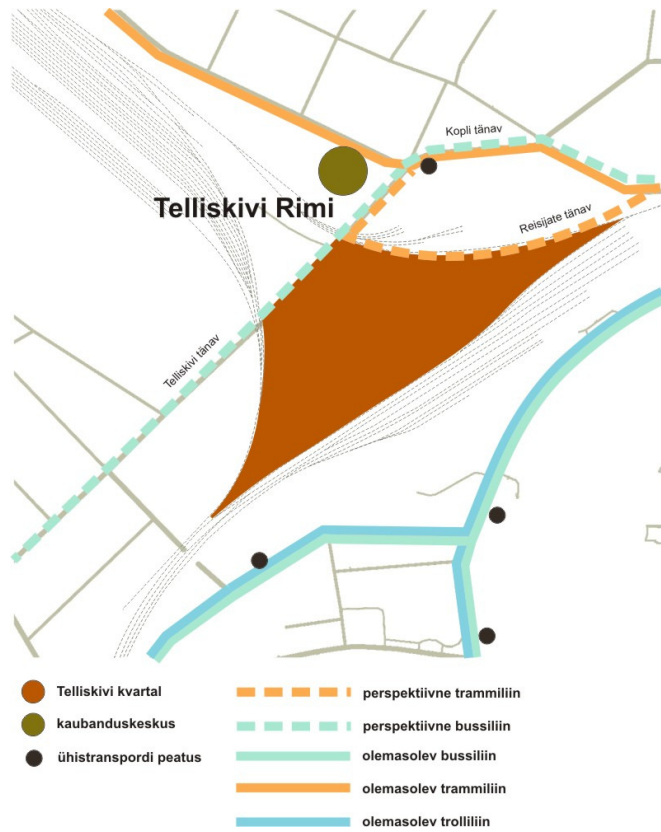 Kopli tänav
Telliskivi Rimi
Reisijate tänav
Telliskivi tänav
Telliskivi kvartal
kaubanduskeskus
ühistranspordi peatus
perspektiivne trammiliin
perspektiivne bussiliin
olemasolev bussiliin
olemasolev trammiliin
olemasolev trolliliin